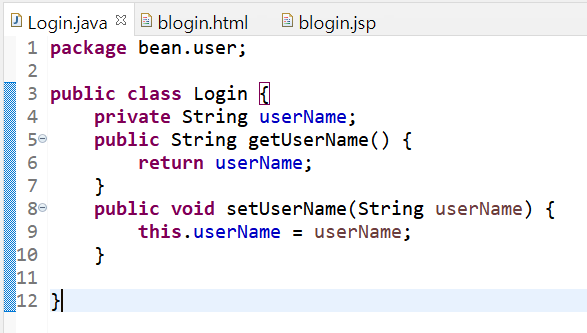 Login.java blogin.html blogin.jsp
1 package bean.user;
2
3 public class Login {
4     private String userName;
5     public String getUserName() {
6         return userName;
7     }
8     public void setUserName(String userName) {
9         this.userName = userName;
10     }
11
12 }